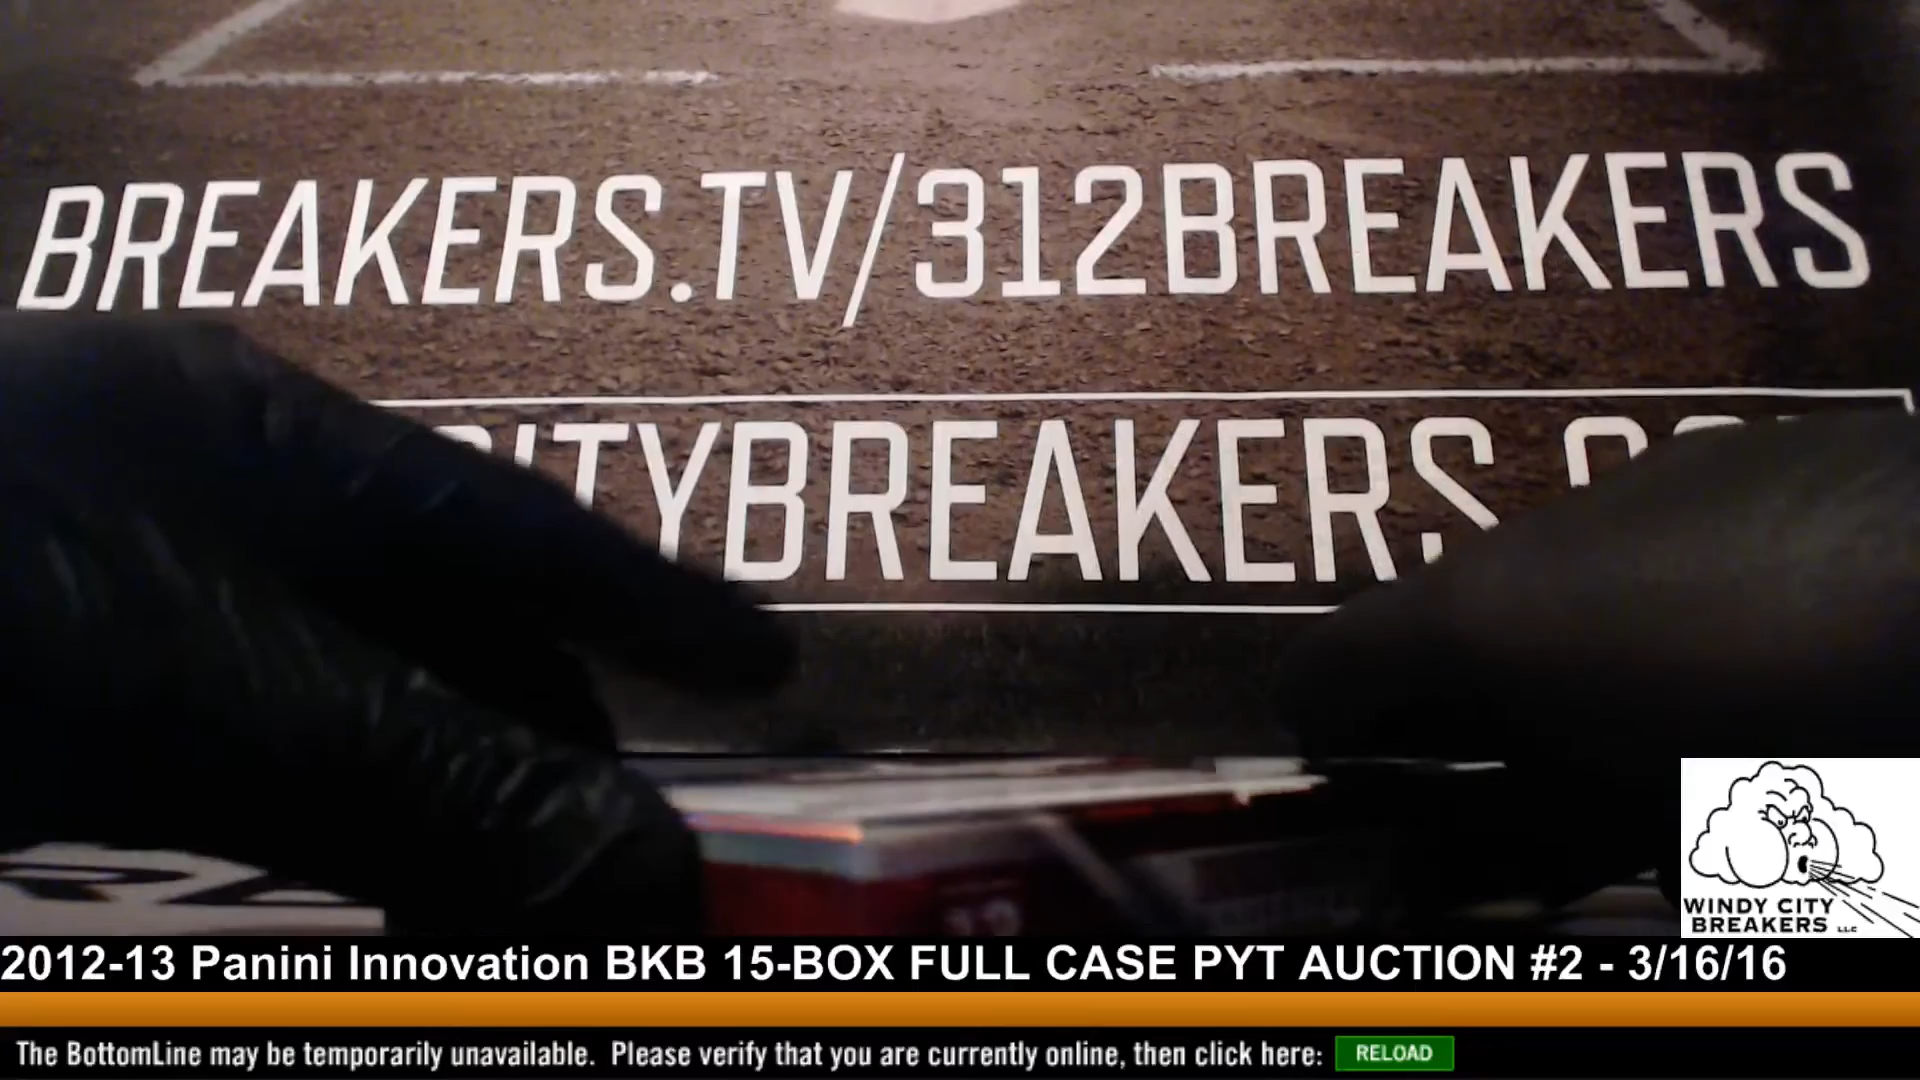 BREAKERS.TV/312BREAKERS
CITYBREAKERS.CO
WINDY CITY
BREAKERS LLC
2012-13 Panini Innovation BKB 15-BOX FULL CASE PYT AUCTION #2 - 3/16/16
The BottomLine may be temporarily unavailable. Please verify that you are currently online, then click here: RELOAD